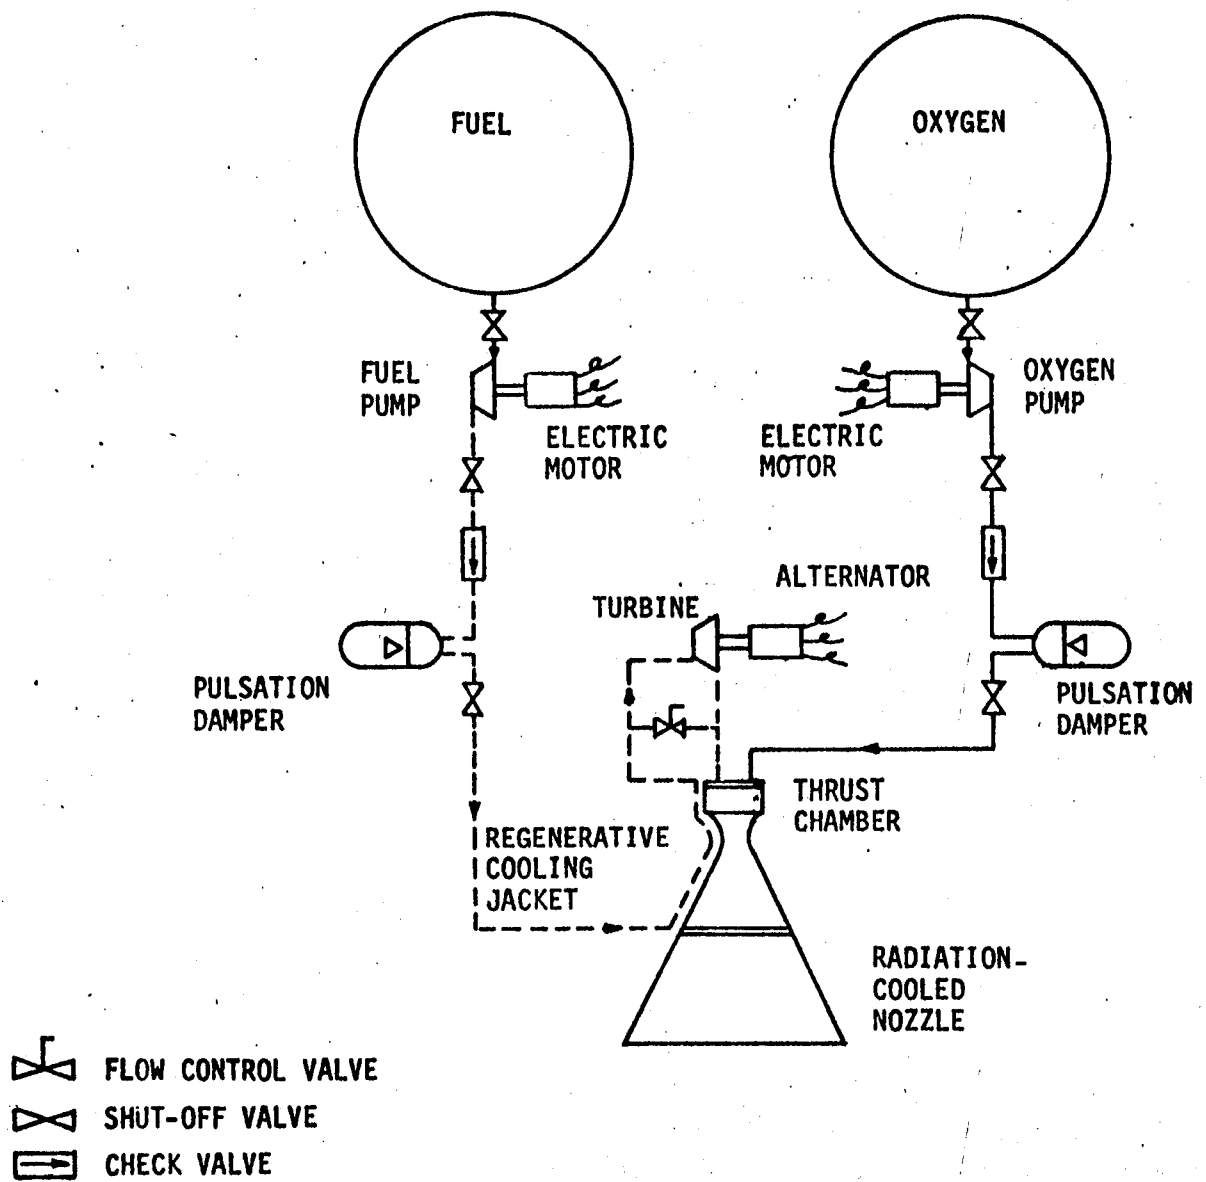 FUEL
OXYGEN
FUEL
PUMP
OXYGEN
PUMP
ELECTRIC
MOTOR
ELECTRIC
MOTOR
ALTERNATOR
TURBINE
PULSATION
DAMPER
PULSATION
DAMPER
THRUST
CHAMBER
REGENERATIVE
COOLING
JACKET
RADIATION-
COOLED
NOZZLE
FLOW CONTROL VALVE
SHUT-OFF VALVE
CHECK VALVE